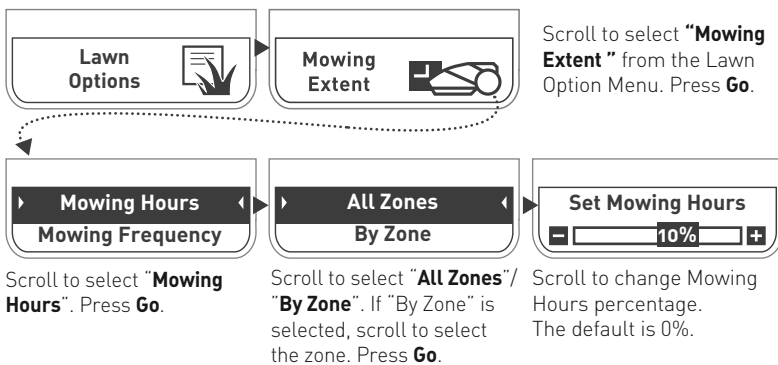 Lawn
Options
Mowing
Extent
Scroll to select “Mowing
Extent ” from the Lawn
Option Menu. Press Go.
Mowing Hours
Mowing Frequency
All Zones
By Zone
Set Mowing Hours
- 10% +
Scroll to select “Mowing
Hours”. Press Go.
Scroll to select “All Zones”/
“By Zone”. If “By Zone” is
selected, scroll to select
the zone. Press Go.
Scroll to change Mowing
Hours percentage.
The default is 0%.